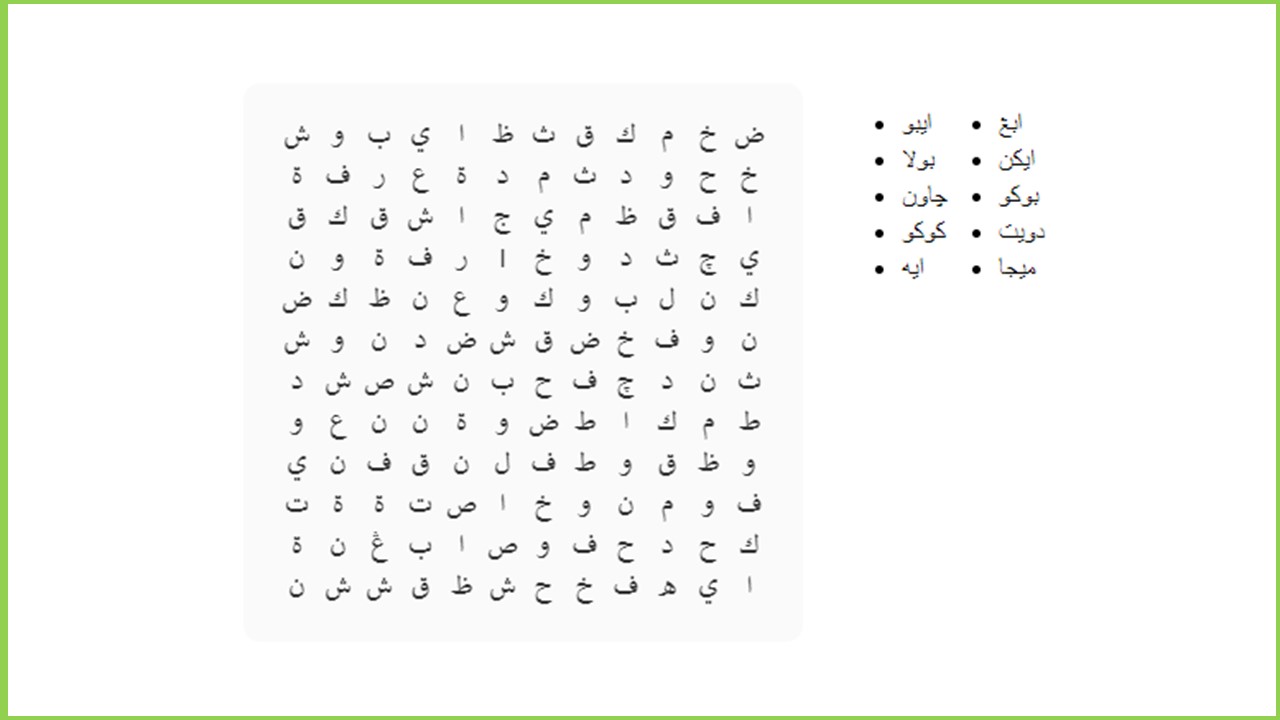 ض خ م ك ق ث ظ ا ي ب و ش
خ ح و د ث م د ة ع ر ف ة
ا ف ق ظ م ي ج ا ش ق ك ق
ي چ ث د و خ ا ر ف ة و ن
ك ن ل ب و ك و ع ن ظ ك ض
ن و ف خ ض ق ش ض د ن و ش
ث ن د چ ف ح ب ن ش ص ش د
ط م ك ا ط ض و ة ن ن ع و
و ظ ق و ط ف ل ن ق ف ن ي
ف و م ن و خ ا ص ت ة ة ت
ك ح د ح ف و ص ا ب ڠ ن ة
ا ي ه ف خ ح ش ظ ق ش ش ن
• ابڠ • ايبو
• ايكن • بولا
• بوكو • چاون
• دويت • كوكو
• ميجا • ايه